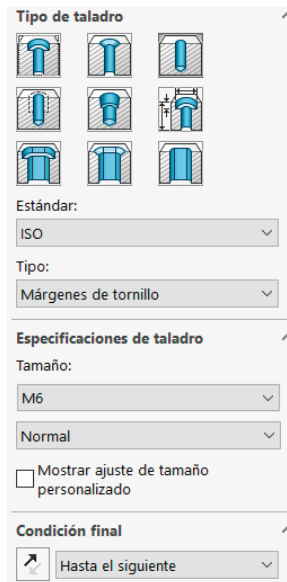 Tipo de taladro
Estándar:
ISO
Tipo:
Márgenes de tornillo
Especificaciones de taladro
Tamaño:
M6
Normal
Mostrar ajuste de tamaño
personalizado
Condición final
Hasta el siguiente